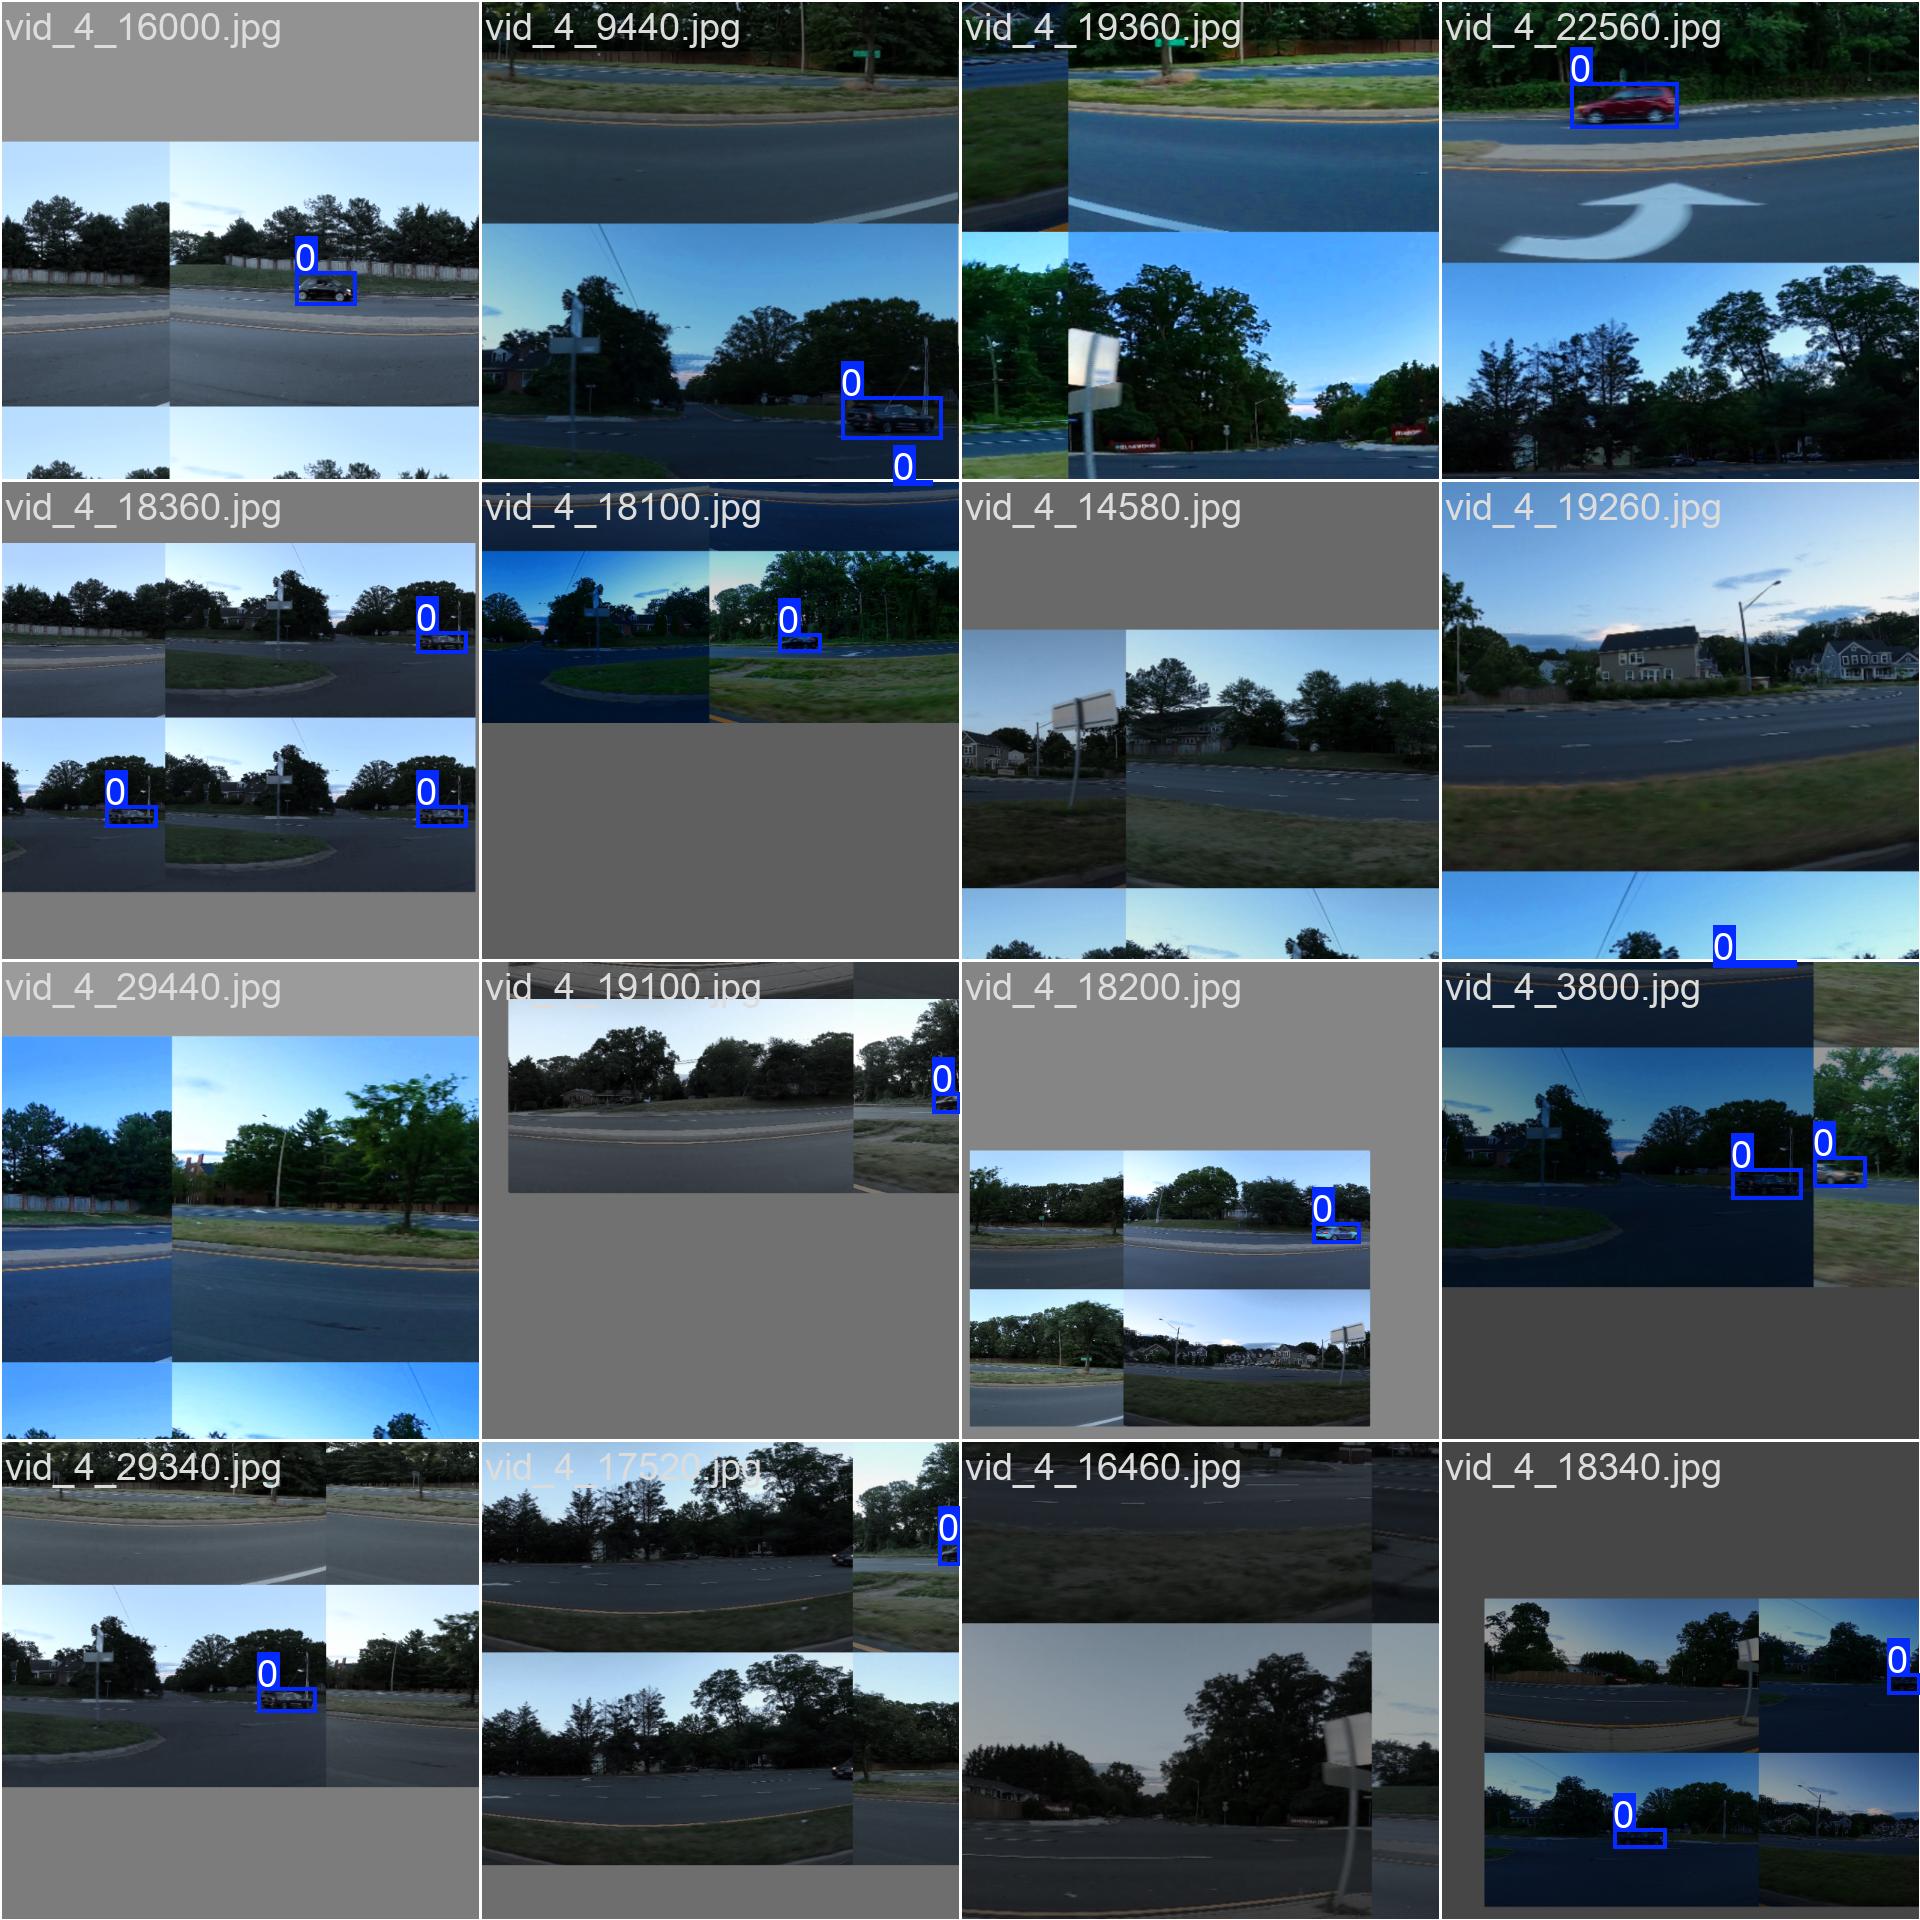 vid_4_16000.jpg
vid_4_9440.jpg
vid_4_19360.jpg
vid_4_22560.jpg
0
0
0
0
vid_4_18360.jpg
vid_4_18100.jpg
vid_4_14580.jpg
vid_4_19260.jpg
0
0
0
0
0
vid_4_29440.jpg
vid_4_19100.jpg
vid_4_18200.jpg
vid_4_3800.jpg
0
0
0
0
vid_4_29340.jpg
vid_4_17520.jpg
vid_4_16460.jpg
vid_4_18340.jpg
0
0
0
0